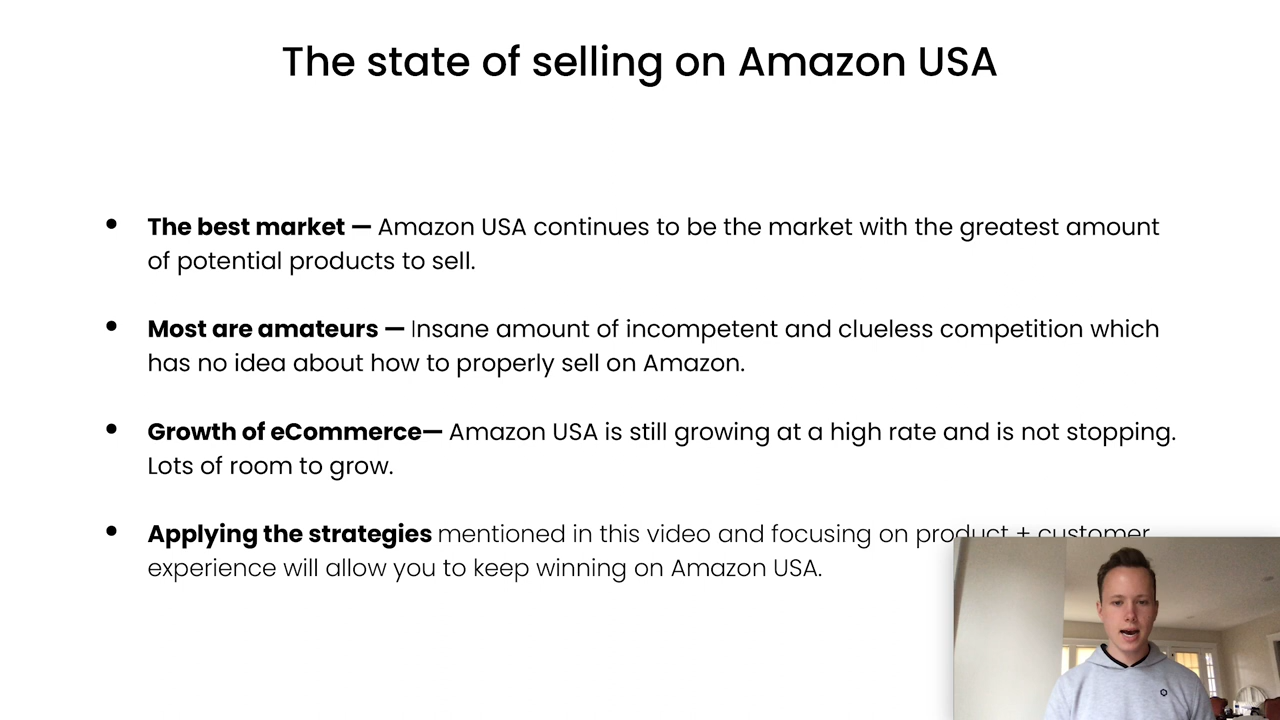 The state of selling on Amazon USA
• The best market — Amazon USA continues to be the market with the greatest amount
of potential products to sell.
• Most are amateurs — Insane amount of incompetent and clueless competition which
has no idea about how to properly sell on Amazon.
• Growth of eCommerce— Amazon USA is still growing at a high rate and is not stopping.
Lots of room to grow.
• Applying the strategies mentioned in this video and focusing on product + customer
experience will allow you to keep winning on Amazon USA.